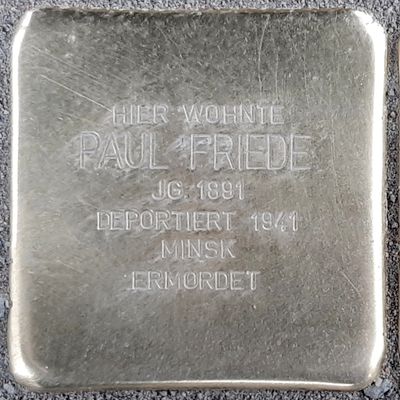 HIER WOHNTE
PAUL FRIEDE
JG. 1891
DEPORTIERT 1941
MINSK
ERMORDET